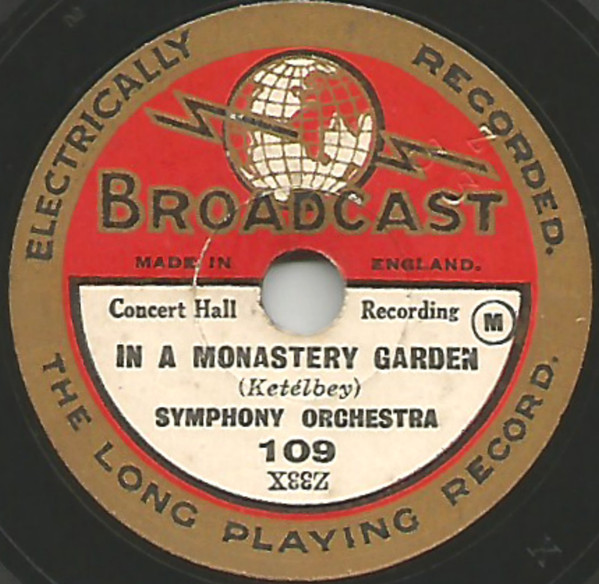 ELECTRICALLY RECORDED.
BROADCAST
MADE IN ENGLAND.
Concert Hall Recording M
IN A MONASTERY GARDEN
(Ketélbey)
SYMPHONY ORCHESTRA
109
Z33X
THE LONG PLAYING RECORD.